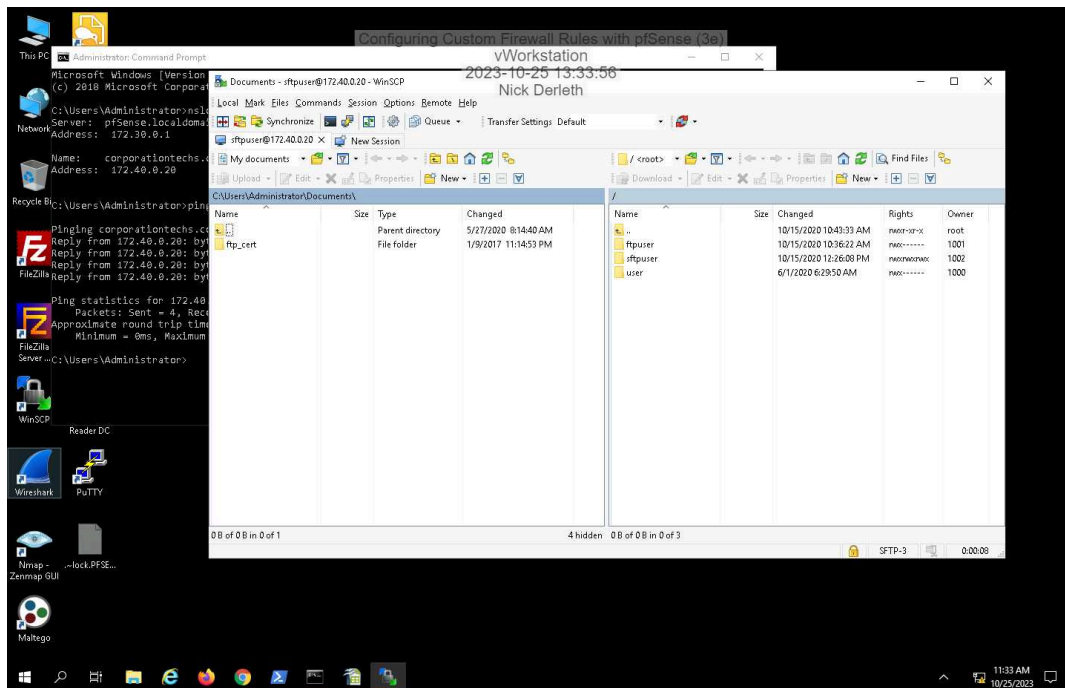 Configuring Custom Firewall Rules with pfSense (3e)
vWorkstation
2023-10-25 13:33:56
Nick Derleth
This PC
Network
Recycle Bi
FileZilla
FileZilla
Server ...
WinSCP
Reader DC
Wireshark
PuTTY
Nmap -
Zenmap GUI
.~lock.PFSE...
Maltego
Administrator: Command Prompt
Microsoft Windows [Version
(c) 2018 Microsoft Corporat
C:\Users\Administrator>nslo
Server: pfSense.localdomai
Address: 172.30.0.1
Name: corporationtechs.c
Address: 172.40.0.20
C:\Users\Administrator>ping
Pinging corporationtechs.co
Reply from 172.40.0.20: byt
Reply from 172.40.0.20: byt
Reply from 172.40.0.20: byt
Reply from 172.40.0.20: byt
Ping statistics for 172.40
Packets: Sent = 4, Rece
Approximate round trip time
Minimum = 0ms, Maximum
C:\Users\Administrator>
Documents - sftpuser@172.40.0.20 - WinSCP
Local Mark Files Commands Session Options Remote Help
Synchronize Queue Transfer Settings Default
sftpuser@172.40.0.20 New Session
My documents
Upload Edit Properties New
C:\Users\Administrator\Documents\
Name Size Type Changed
.. Parent directory 5/27/2020 8:14:40 AM
ftp_cert File folder 1/9/2017 11:14:53 PM
0 B of 0 B in 0 of 1 4 hidden
/ <root> Find Files
Download Edit Properties New
/
Name Size Changed Rights Owner
.. 10/15/2020 10:43:33 AM rwxr-xr-x root
ftpuser 10/15/2020 10:36:22 AM rwx------ 1001
sftpuser 10/15/2020 12:26:08 PM rwxrwxrwx 1002
user 6/1/2020 6:29:50 AM rwx------ 1000
0 B of 0 B in 0 of 3
SFTP-3 0:00:08
11:33 AM
10/25/2023